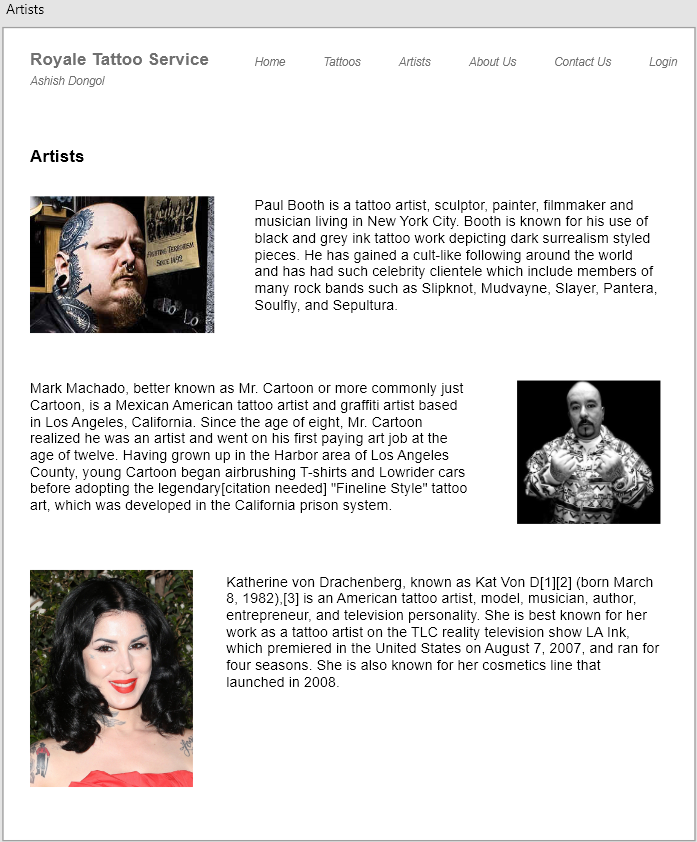 Artists
Royale Tattoo Service
Home Tattoos Artists About Us Contact Us Login
Ashish Dongol
Artists
FIGHTING TERRORISM
SINCE 1492
Paul Booth is a tattoo artist, sculptor, painter, filmmaker and
musician living in New York City. Booth is known for his use of
black and grey ink tattoo work depicting dark surrealism styled
pieces. He has gained a cult-like following around the world
and has had such celebrity clientele which include members of
many rock bands such as Slipknot, Mudvayne, Slayer, Pantera,
Soulfly, and Sepultura.
Mark Machado, better known as Mr. Cartoon or more commonly just
Cartoon, is a Mexican American tattoo artist and graffiti artist based
in Los Angeles, California. Since the age of eight, Mr. Cartoon
realized he was an artist and went on his first paying art job at the
age of twelve. Having grown up in the Harbor area of Los Angeles
County, young Cartoon began airbrushing T-shirts and Lowrider cars
before adopting the legendary[citation needed] "Fineline Style" tattoo
art, which was developed in the California prison system.
Katherine von Drachenberg, known as Kat Von D[1][2] (born March
8, 1982),[3] is an American tattoo artist, model, musician, author,
entrepreneur, and television personality. She is best known for her
work as a tattoo artist on the TLC reality television show LA Ink,
which premiered in the United States on August 7, 2007, and ran for
four seasons. She is also known for her cosmetics line that
launched in 2008.